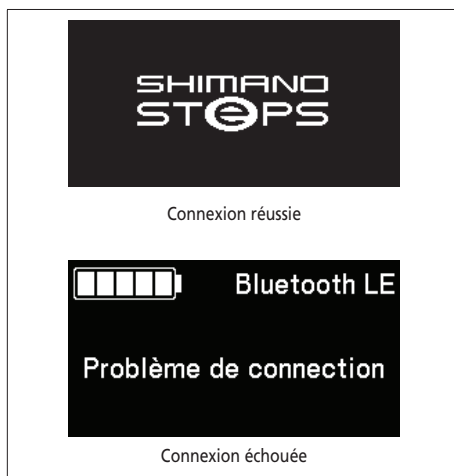 SHIMANO
STePS
Connexion réussie
Bluetooth LE
Problème de connection
Connexion échouée